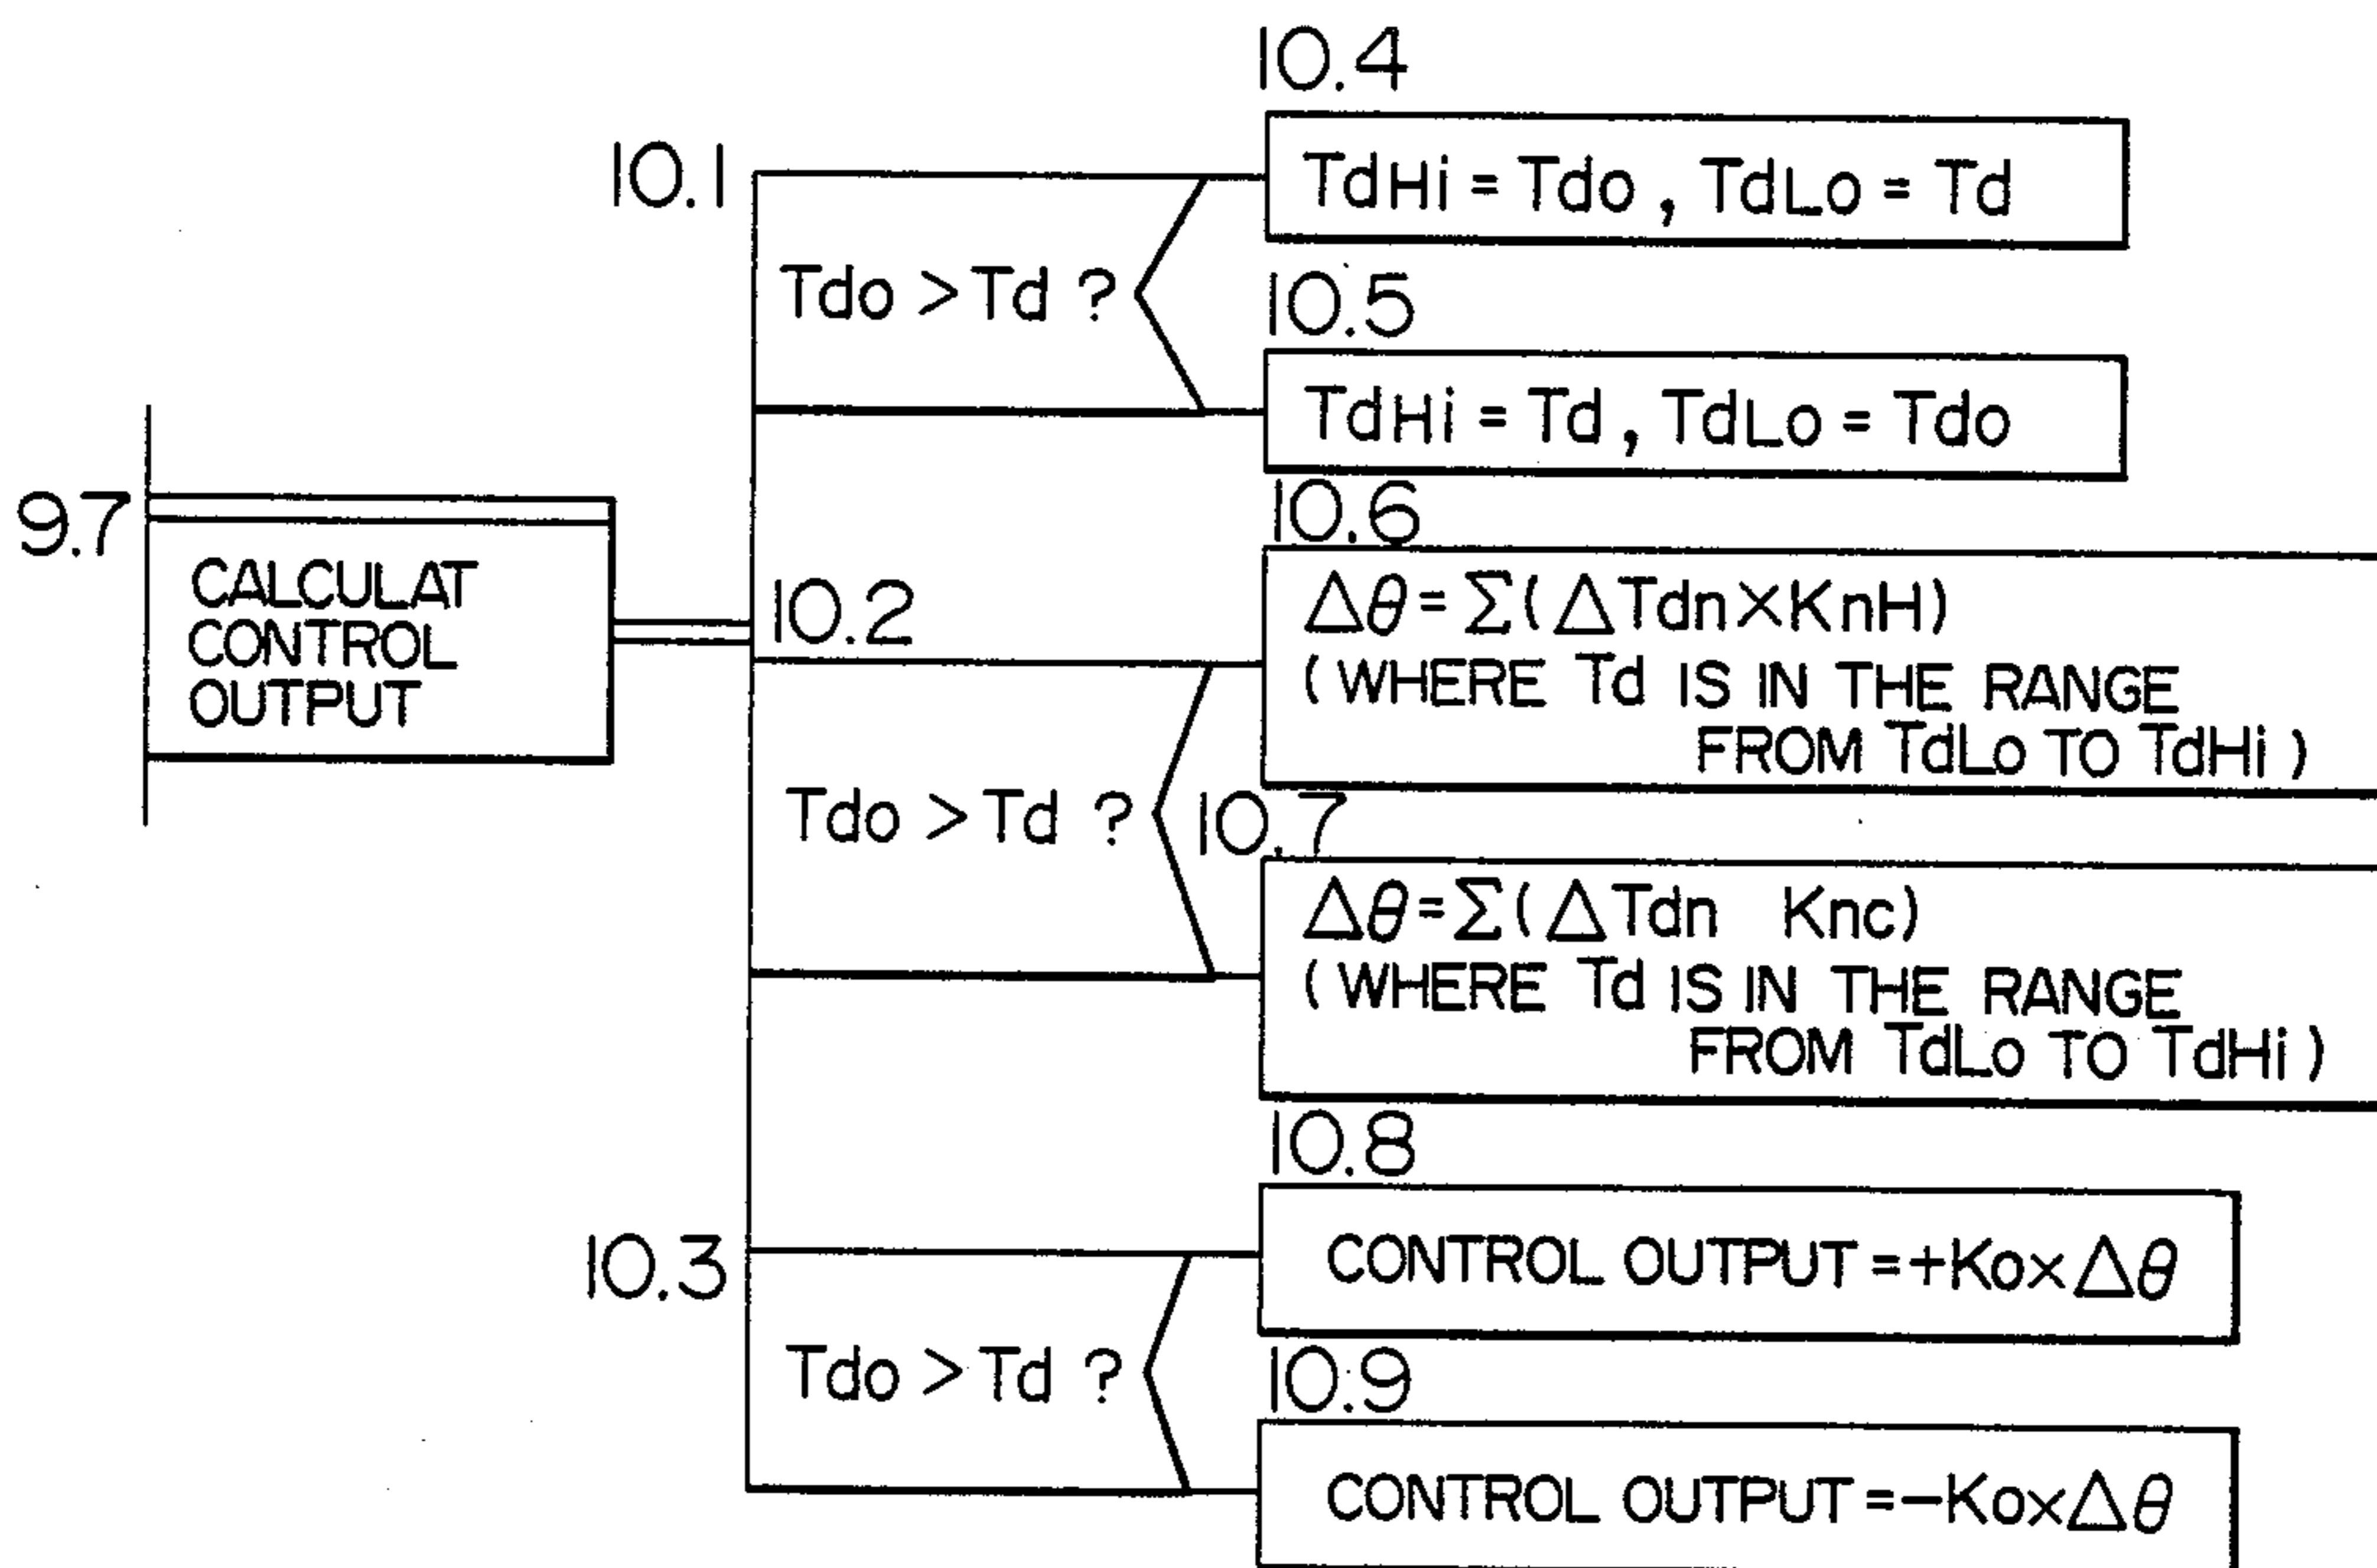 10.4
TdHi = Tdo , TdLo = Td
10.1
Tdo > Td ?
10.5
TdHi = Td , TdLo = Tdo
9.7
CALCULAT
CONTROL
OUTPUT
10.6
Δθ = Σ( ΔTdn×KnH)
( WHERE Td IS IN THE RANGE
FROM TdLo TO TdHi )
10.2
Tdo > Td ?
10.7
Δθ = Σ( ΔTdn Knc)
( WHERE Td IS IN THE RANGE
FROM TdLo TO TdHi )
10.8
CONTROL OUTPUT = +Ko× Δθ
10.3
Tdo > Td ?
10.9
CONTROL OUTPUT = −Ko× Δθ